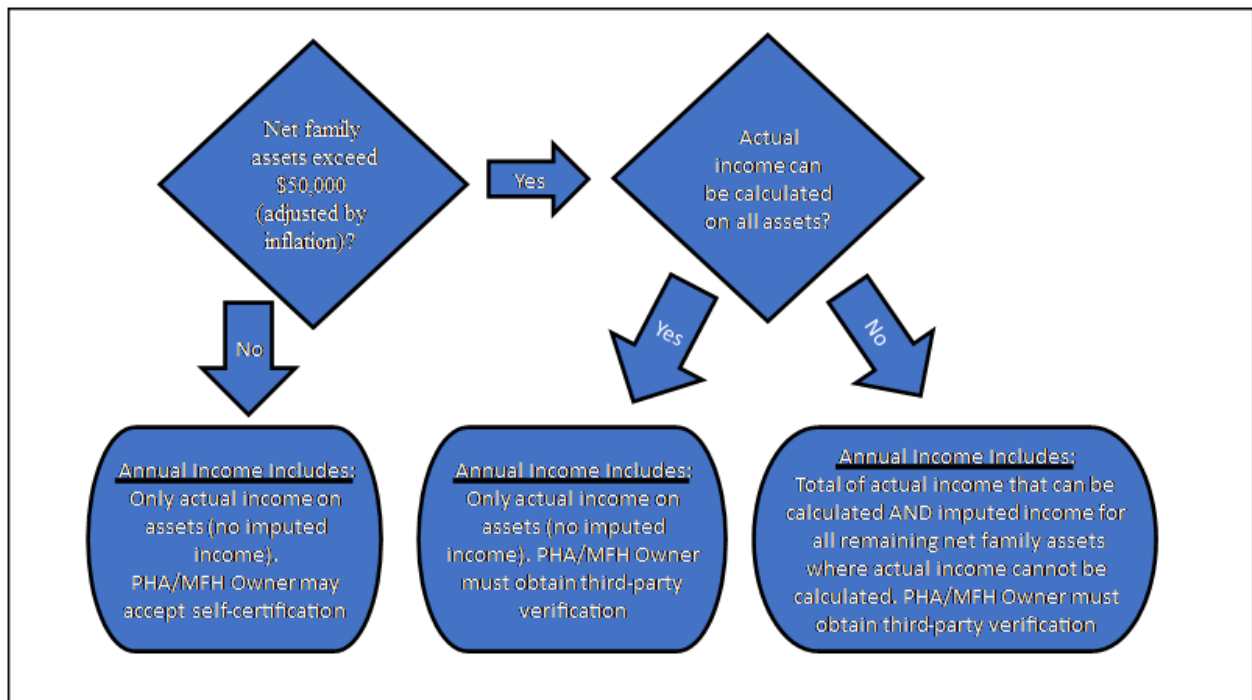 Net family
assets exceed
$50,000
(adjusted by
inflation)?
Yes
Actual
income can
be calculated
on all assets?
No
Yes
No
Annual Income Includes:
Only actual income on
assets (no imputed
income).
PHA/MFH Owner may
accept self-certification
Annual Income Includes:
Only actual income on
assets (no imputed
income). PHA/MFH Owner
must obtain third-party
verification
Annual Income Includes:
Total of actual income that can be
calculated AND imputed income for
all remaining net family assets
where actual income cannot be
calculated. PHA/MFH Owner must
obtain third-party verification